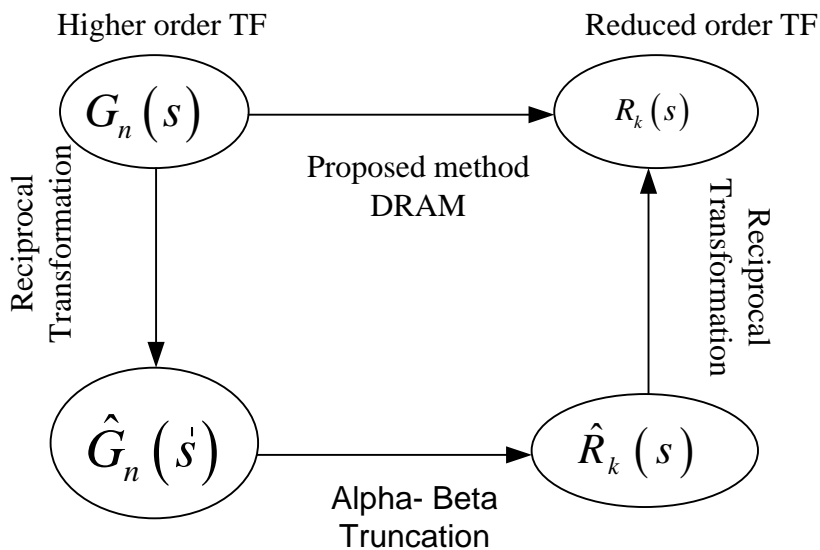 Higher order TF
Reduced order TF
G_n(s)
R_k(s)
Proposed method
DRAM
Reciprocal
Transformation
Reciprocal
Transformation
Ĝ_n(s')
R̂_k(s)
Alpha- Beta
Truncation